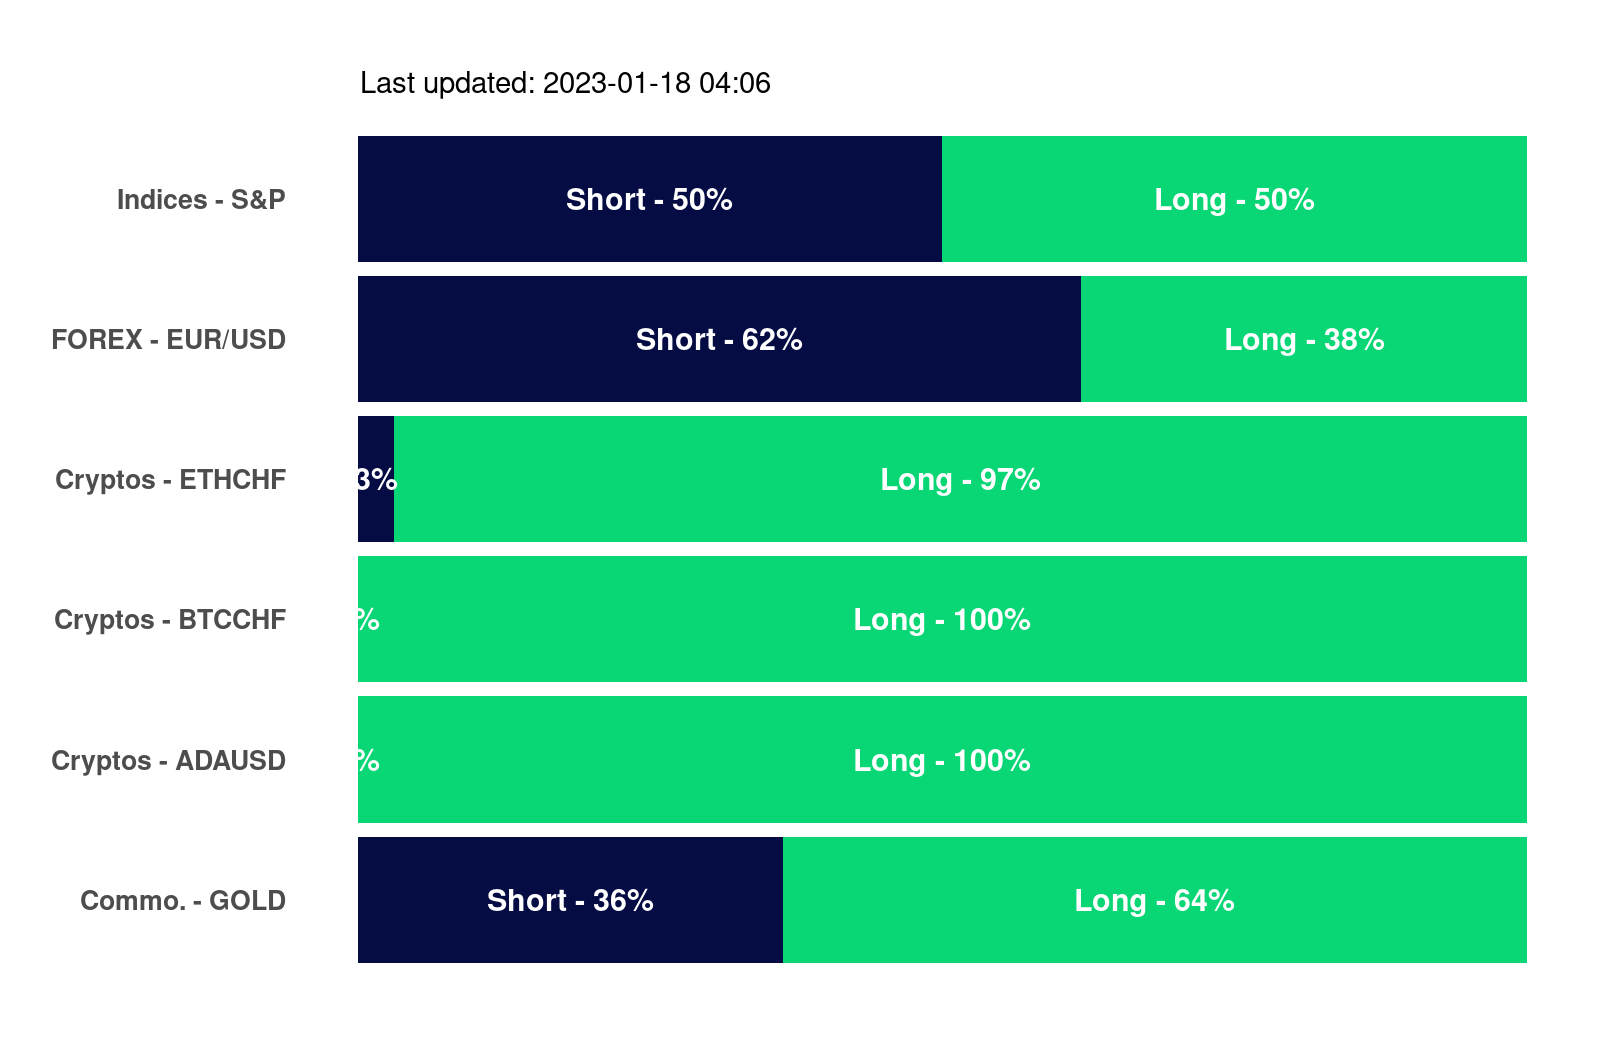 Last updated: 2023-01-18 04:06
Indices - S&P Short - 50% Long - 50%
FOREX - EUR/USD Short - 62% Long - 38%
Cryptos - ETHCHF 3% Long - 97%
Cryptos - BTCCHF % Long - 100%
Cryptos - ADAUSD % Long - 100%
Commo. - GOLD Short - 36% Long - 64%